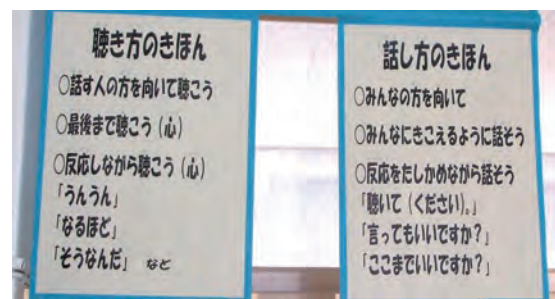 聴き方のきほん
○話す人の方を向いて聴こう
○最後まで聴こう（心）
○反応しながら聴こう（心）
「うんうん」
「なるほど」
「そうなんだ」 など
話し方のきほん
○みんなの方を向いて
○みんなにきこえるように話そう
○反応をたしかめながら話そう
「聴いて（ください）。」
「言ってもいいですか？」
「ここまでいいですか？」